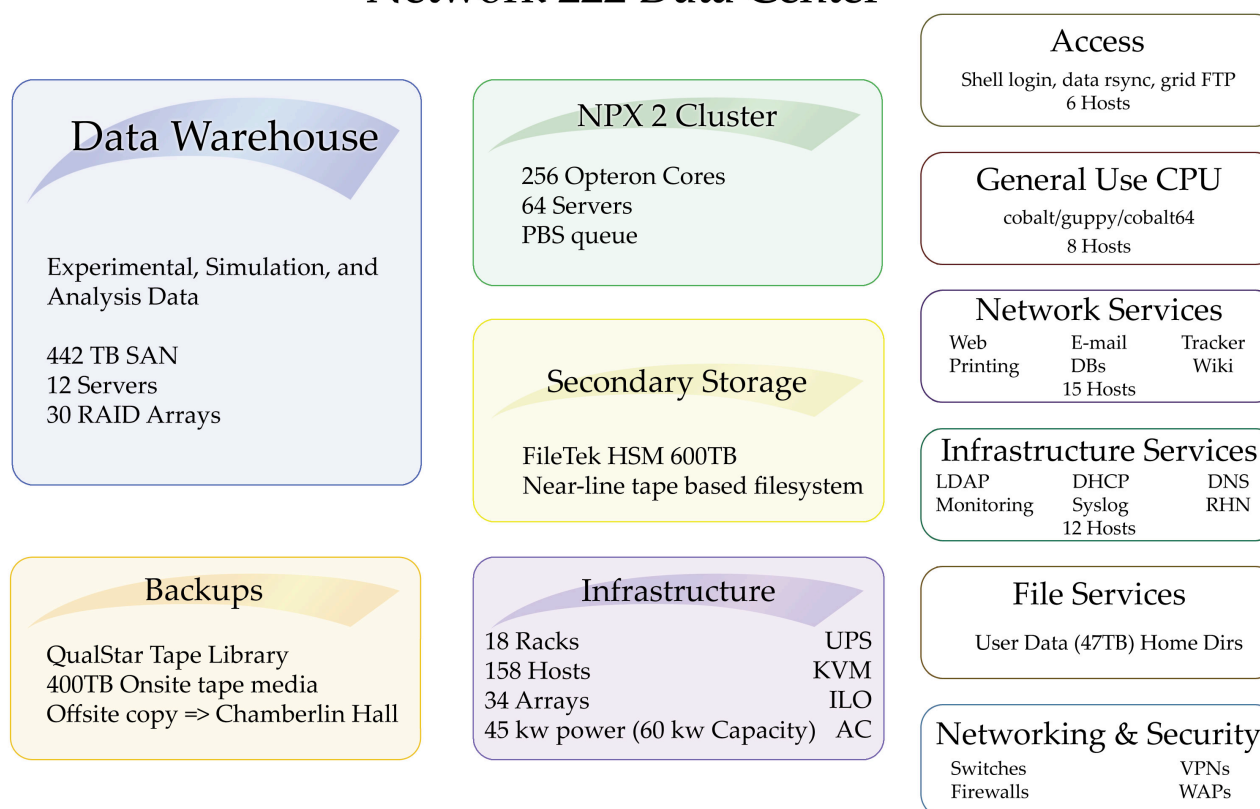 Network 222 Data Center
Data Warehouse
Experimental, Simulation, and
Analysis Data
442 TB SAN
12 Servers
30 RAID Arrays
Backups
QualStar Tape Library
400TB Onsite tape media
Offsite copy => Chamberlin Hall
NPX 2 Cluster
256 Opteron Cores
64 Servers
PBS queue
Secondary Storage
FileTek HSM 600TB
Near-line tape based filesystem
Infrastructure
18 Racks UPS
158 Hosts KVM
34 Arrays ILO
45 kw power (60 kw Capacity) AC
Access
Shell login, data rsync, grid FTP
6 Hosts
General Use CPU
cobalt/guppy/cobalt64
8 Hosts
Network Services
Web E-mail Tracker
Printing DBs Wiki
15 Hosts
Infrastructure Services
LDAP DHCP DNS
Monitoring Syslog RHN
12 Hosts
File Services
User Data (47TB) Home Dirs
Networking & Security
Switches VPNs
Firewalls WAPs